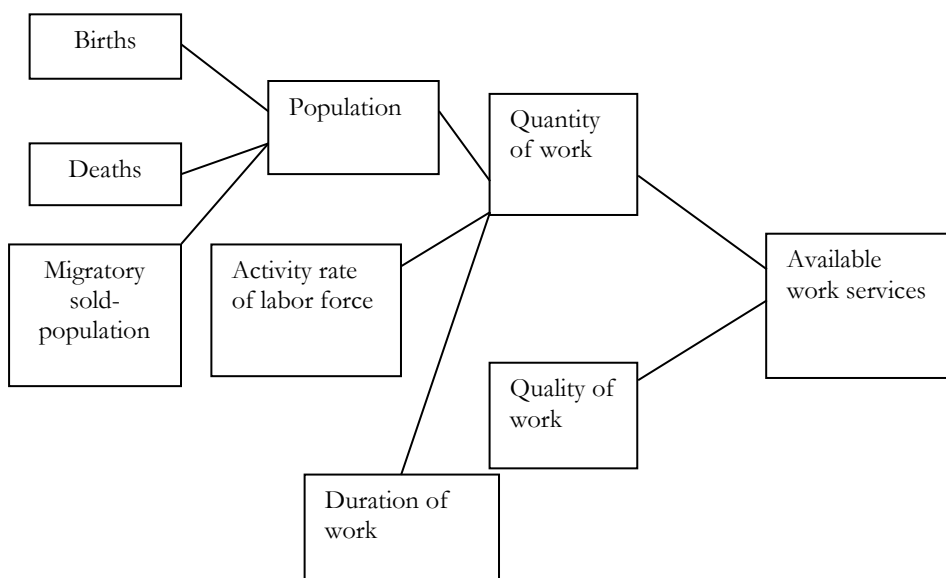 Births
Deaths
Migratory
sold-
population
Population
Activity rate
of labor force
Duration of
work
Quantity
of work
Quality of
work
Available
work services